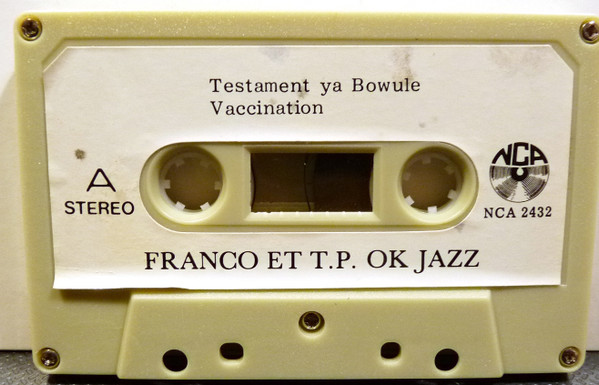 Testament ya Bowule
Vaccination
A
STEREO
NCA
NCA 2432
FRANCO ET T.P. OK JAZZ